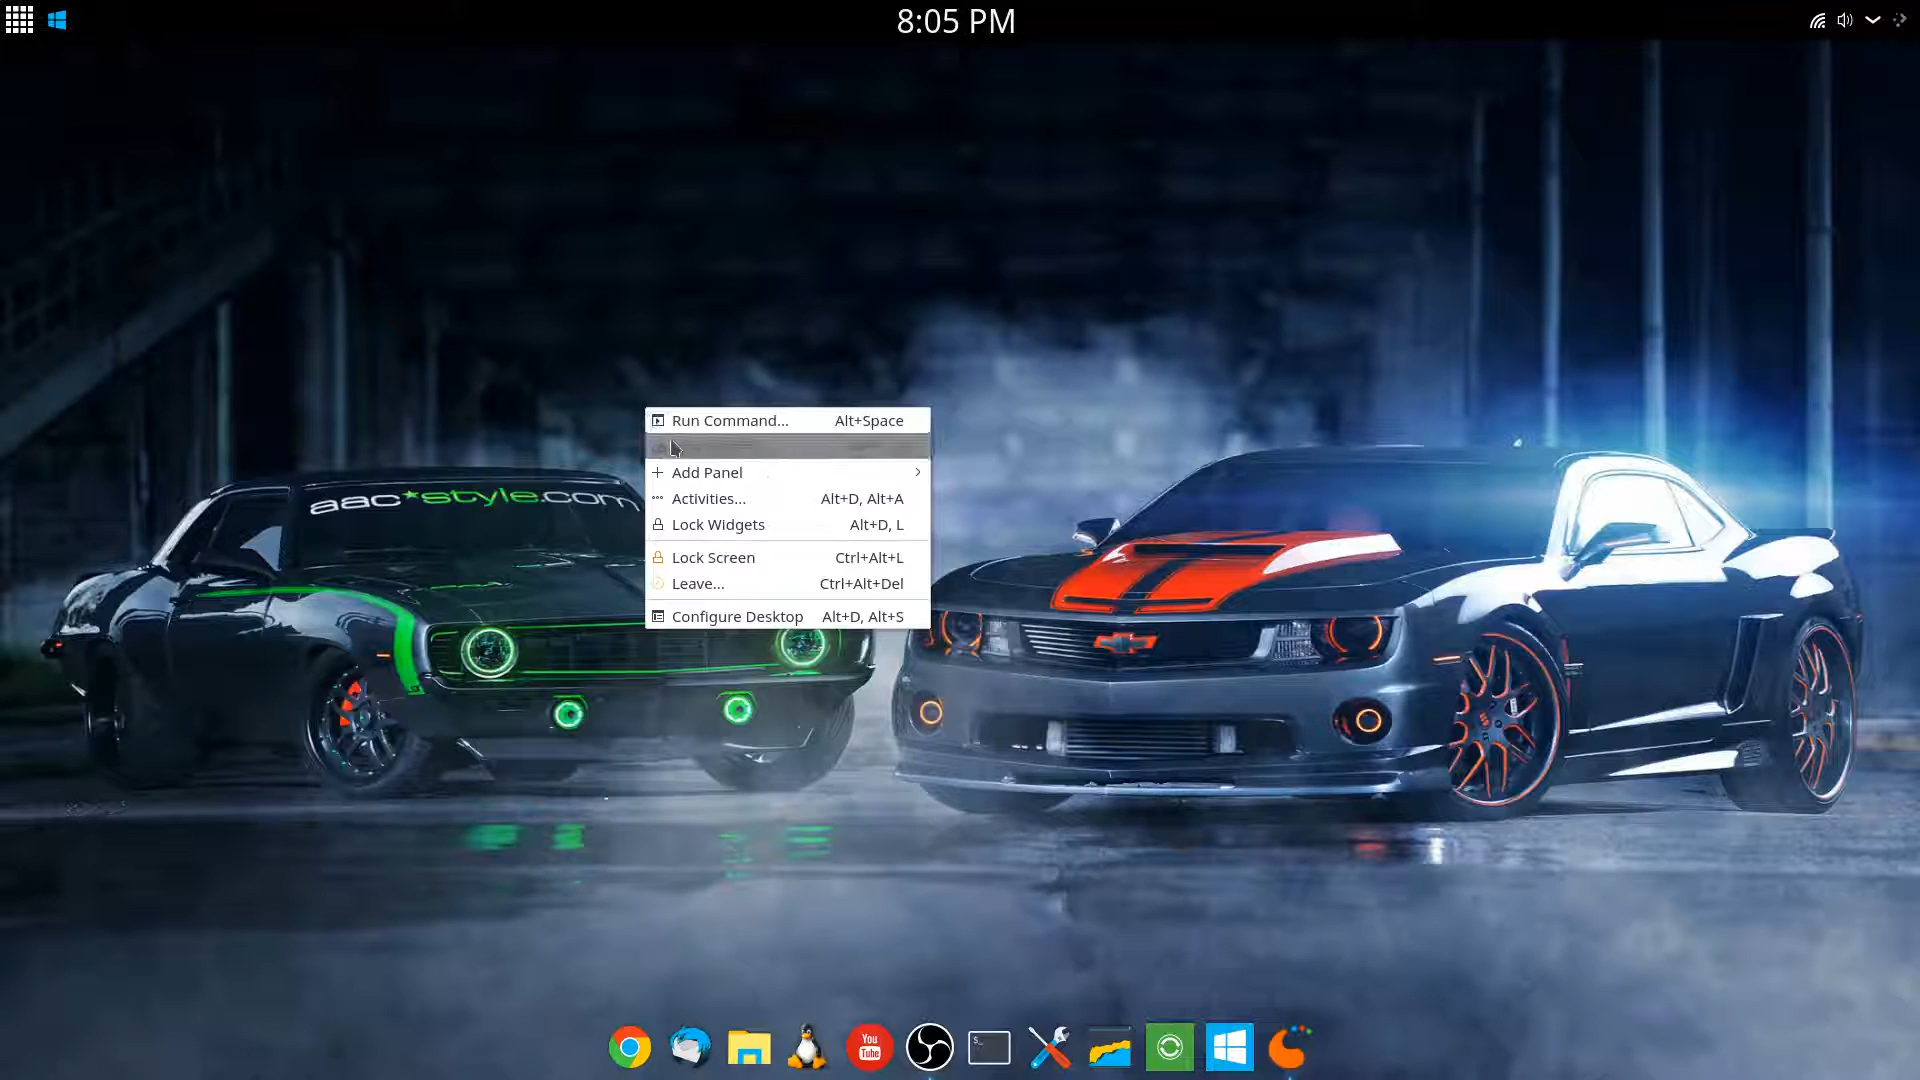 8:05 PM
Run Command... Alt+Space
Add Panel
Activities... Alt+D, Alt+A
Lock Widgets Alt+D, L
Lock Screen Ctrl+Alt+L
Leave... Ctrl+Alt+Del
Configure Desktop Alt+D, Alt+S
aac*style.com
You
Tube
$_